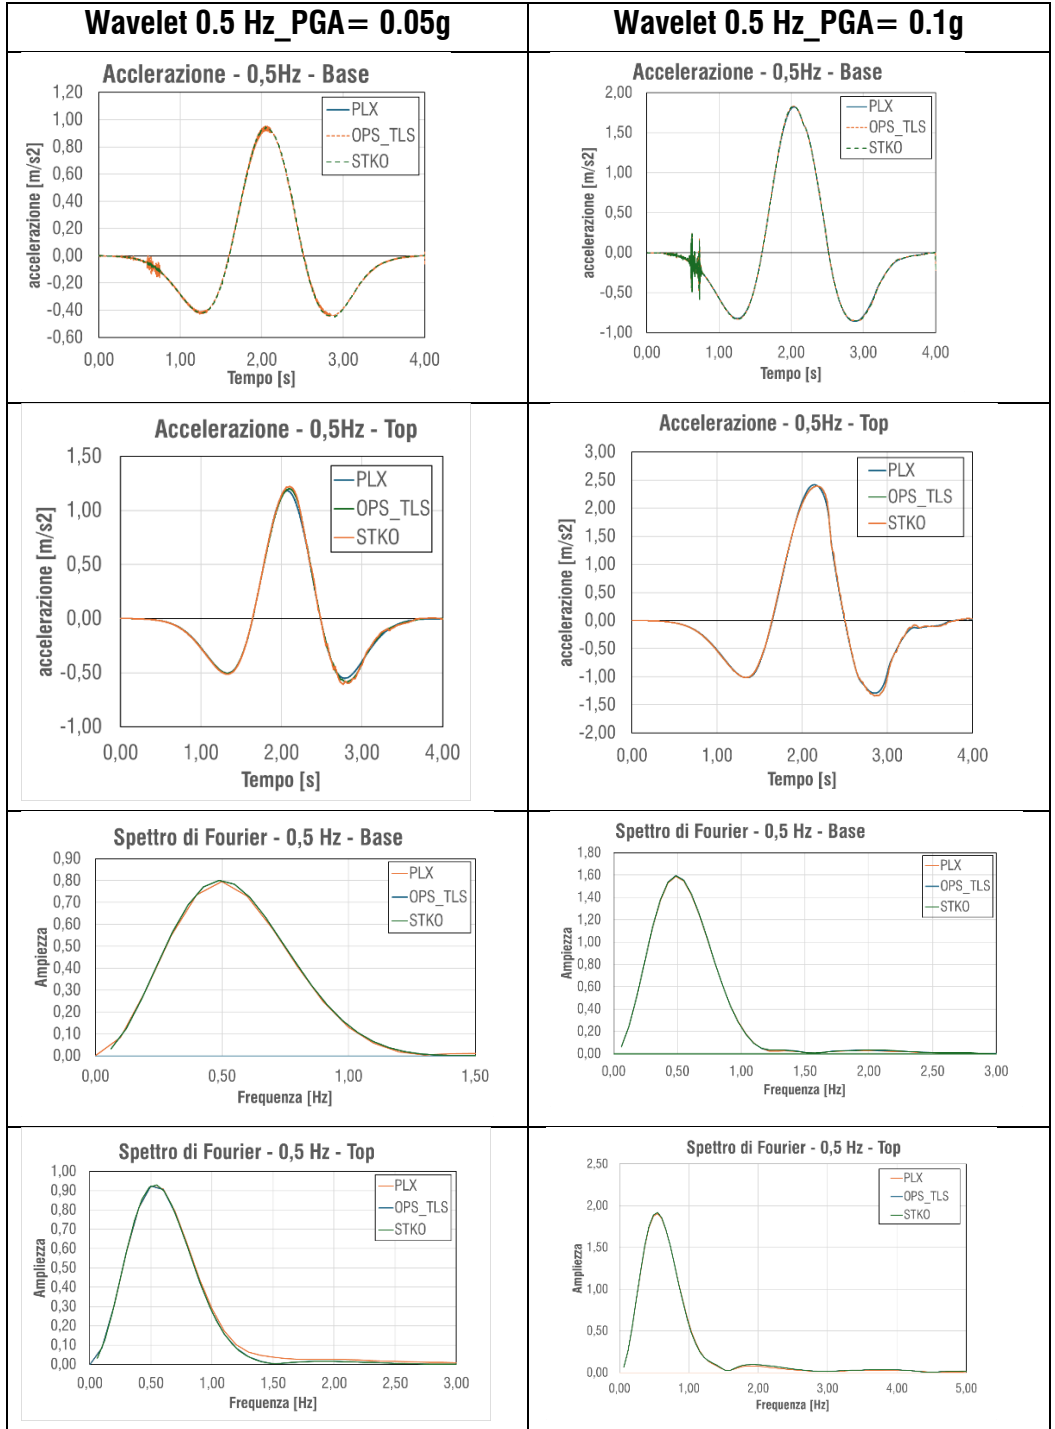 Wavelet 0.5 Hz_PGA= 0.05g
Wavelet 0.5 Hz_PGA= 0.1g
Acclerazione - 0,5Hz - Base
1,20
1,00
0,80
0,60
0,40
0,20
0,00
-0,20
-0,40
-0,60
0,00 1,00 2,00 3,00 4,00
accelerazione [m/s2]
Tempo [s]
PLX
OPS_TLS
STKO
Accelerazione - 0,5Hz - Base
2,00
1,50
1,00
0,50
0,00
-0,50
-1,00
0,00 1,00 2,00 3,00 4,00
accelerazione [m/s2]
Tempo [s]
PLX
OPS_TLS
STKO
Accelerazione - 0,5Hz - Top
1,50
1,00
0,50
0,00
-0,50
-1,00
0,00 1,00 2,00 3,00 4,00
accelerazione [m/s2]
Tempo [s]
PLX
OPS_TLS
STKO
Accelerazione - 0,5Hz - Top
3,00
2,50
2,00
1,50
1,00
0,50
0,00
-0,50
-1,00
-1,50
-2,00
0,00 1,00 2,00 3,00 4,00
accelerazione [m/s2]
Tempo [s]
PLX
OPS_TLS
STKO
Spettro di Fourier - 0,5 Hz - Base
0,90
0,80
0,70
0,60
0,50
0,40
0,30
0,20
0,10
0,00
0,00 0,50 1,00 1,50
Ampiezza
Frequenza [Hz]
PLX
OPS_TLS
STKO
Spettro di Fourier - 0,5 Hz - Base
1,80
1,60
1,40
1,20
1,00
0,80
0,60
0,40
0,20
0,00
0,00 0,50 1,00 1,50 2,00 2,50 3,00
Ampiezza
Frequenza [Hz]
PLX
OPS_TLS
STKO
Spettro di Fourier - 0,5 Hz - Top
1,00
0,90
0,80
0,70
0,60
0,50
0,40
0,30
0,20
0,10
0,00
0,00 0,50 1,00 1,50 2,00 2,50 3,00
Ampliezza
Frequenza [Hz]
PLX
OPS_TLS
STKO
Spettro di Fourier - 0,5 Hz - Top
2,50
2,00
1,50
1,00
0,50
0,00
0,00 1,00 2,00 3,00 4,00 5,00
Ampliezza
Frequenza [Hz]
PLX
OPS_TLS
STKO